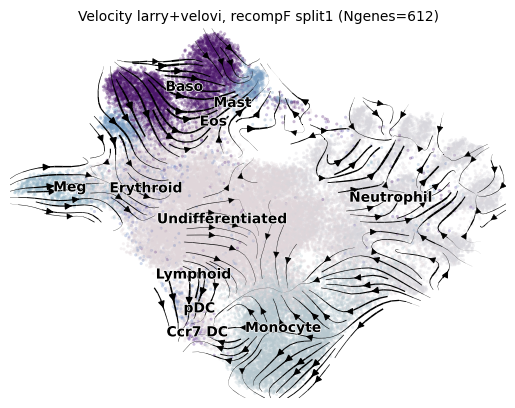 Velocity larry+velovi, recompF split1 (Ngenes=612)
Baso
Mast
Eos
Meg
Erythroid
Neutrophil
Undifferentiated
Lymphoid
pDC
Ccr7 DC
Monocyte